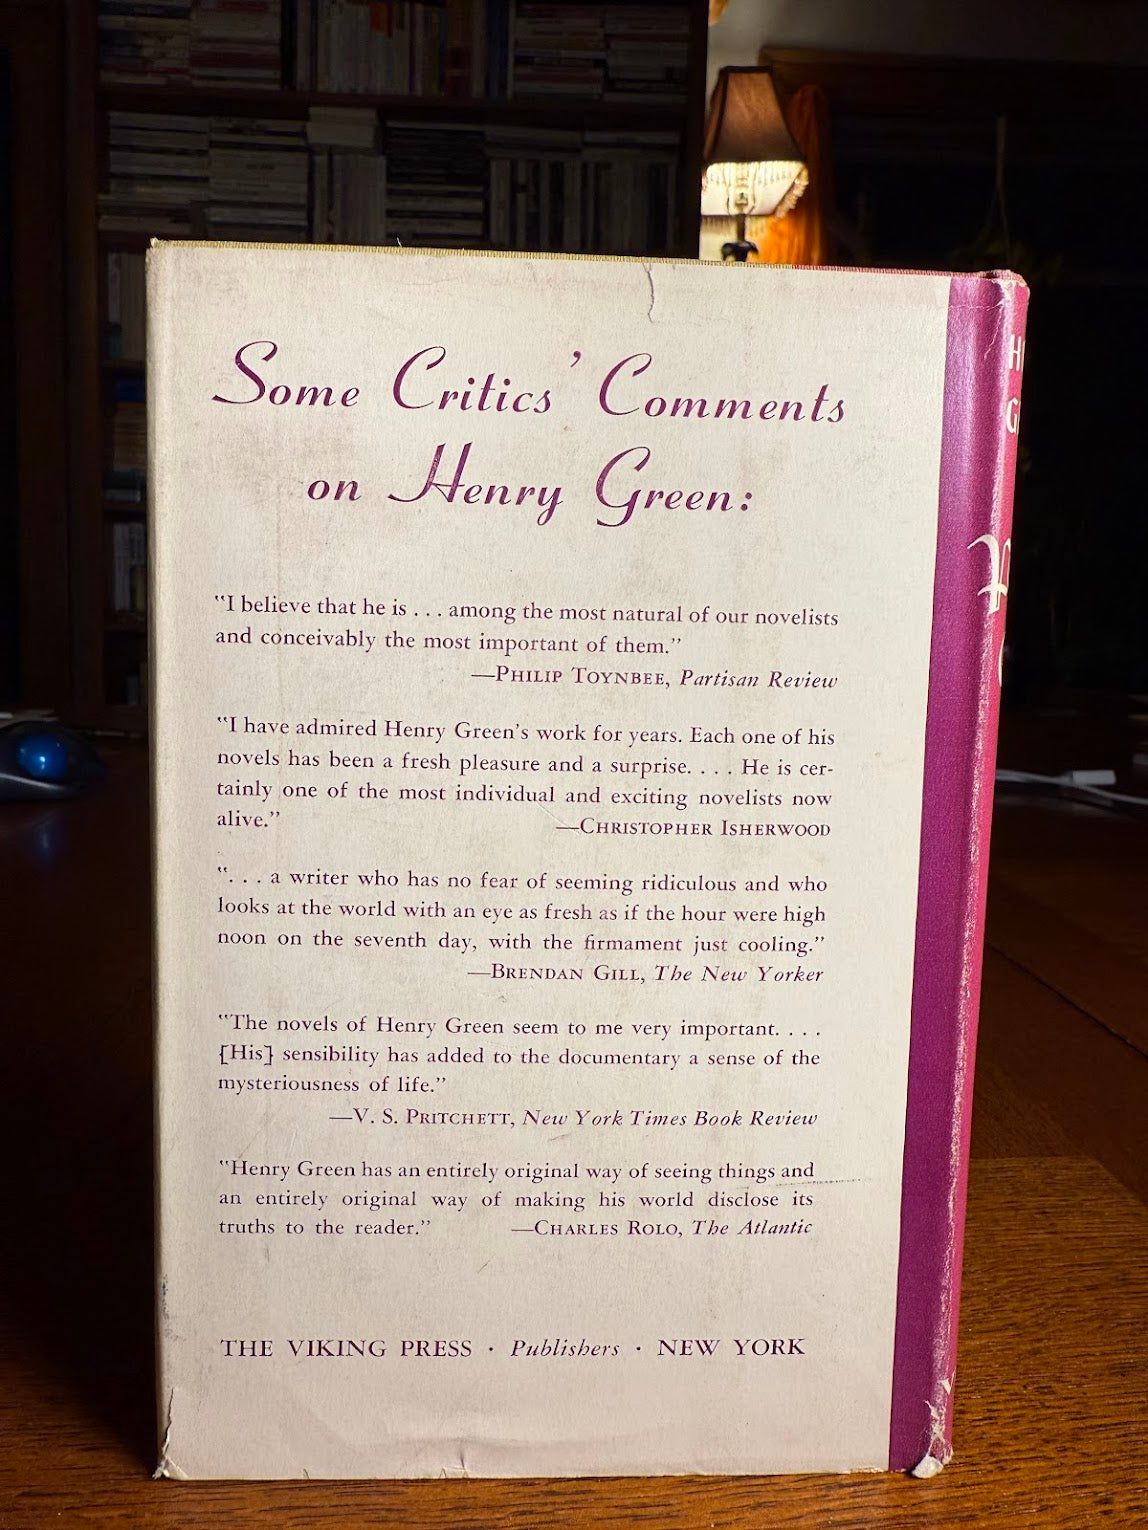 Some Critics' Comments
on Henry Green:
"I believe that he is . . . among the most natural of our novelists
and conceivably the most important of them."
—PHILIP TOYNBEE, Partisan Review
"I have admired Henry Green's work for years. Each one of his
novels has been a fresh pleasure and a surprise. . . . He is cer-
tainly one of the most individual and exciting novelists now
alive." —CHRISTOPHER ISHERWOOD
". . . a writer who has no fear of seeming ridiculous and who
looks at the world with an eye as fresh as if the hour were high
noon on the seventh day, with the firmament just cooling."
—BRENDAN GILL, The New Yorker
"The novels of Henry Green seem to me very important. . . .
[His] sensibility has added to the documentary a sense of the
mysteriousness of life."
—V. S. PRITCHETT, New York Times Book Review
"Henry Green has an entirely original way of seeing things and
an entirely original way of making his world disclose its
truths to the reader." —CHARLES ROLO, The Atlantic
THE VIKING PRESS · Publishers · NEW YORK